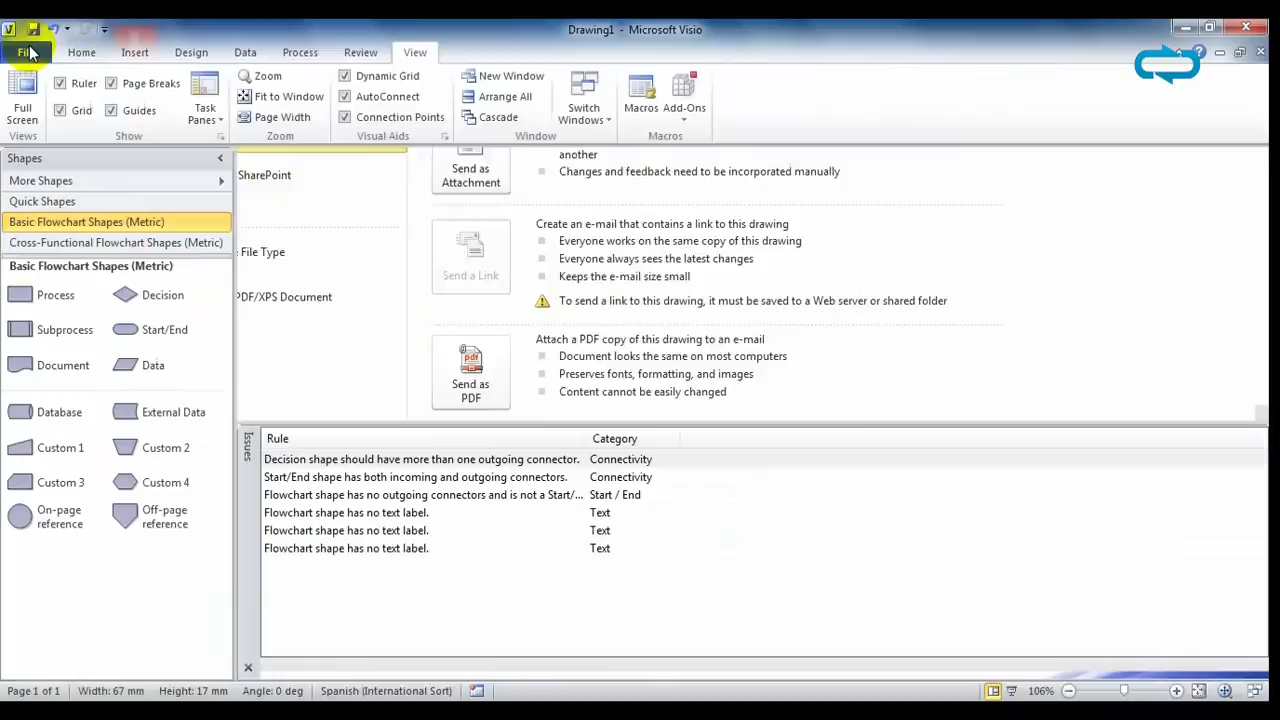 Drawing1 - Microsoft Visio
Home Insert Design Data Process Review View
Ruler Page Breaks Zoom Dynamic Grid New Window
Fit to Window AutoConnect Arrange All
Full Screen Grid Guides Task Panes Page Width Connection Points Cascade Switch Windows Macros Add-Ons
Views Show Zoom Visual Aids Window Macros
Shapes
More Shapes
Quick Shapes
Basic Flowchart Shapes (Metric)
Cross-Functional Flowchart Shapes (Metric)
Basic Flowchart Shapes (Metric)
Process Decision
Subprocess Start/End
Document Data
Database External Data
Custom 1 Custom 2
Custom 3 Custom 4
On-page reference Off-page reference
SharePoint
File Type
PDF/XPS Document
Send as
Attachment
another
Changes and feedback need to be incorporated manually
Send a Link
Create an e-mail that contains a link to this drawing
Everyone works on the same copy of this drawing
Everyone always sees the latest changes
Keeps the e-mail size small
To send a link to this drawing, it must be saved to a Web server or shared folder
pdf
Send as
PDF
Attach a PDF copy of this drawing to an e-mail
Document looks the same on most computers
Preserves fonts, formatting, and images
Content cannot be easily changed
Issues
Rule Category
Decision shape should have more than one outgoing connector. Connectivity
Start/End shape has both incoming and outgoing connectors. Connectivity
Flowchart shape has no outgoing connectors and is not a Start/... Start / End
Flowchart shape has no text label. Text
Flowchart shape has no text label. Text
Flowchart shape has no text label. Text
Page 1 of 1 Width: 67 mm Height: 17 mm Angle: 0 deg Spanish (International Sort) 106%